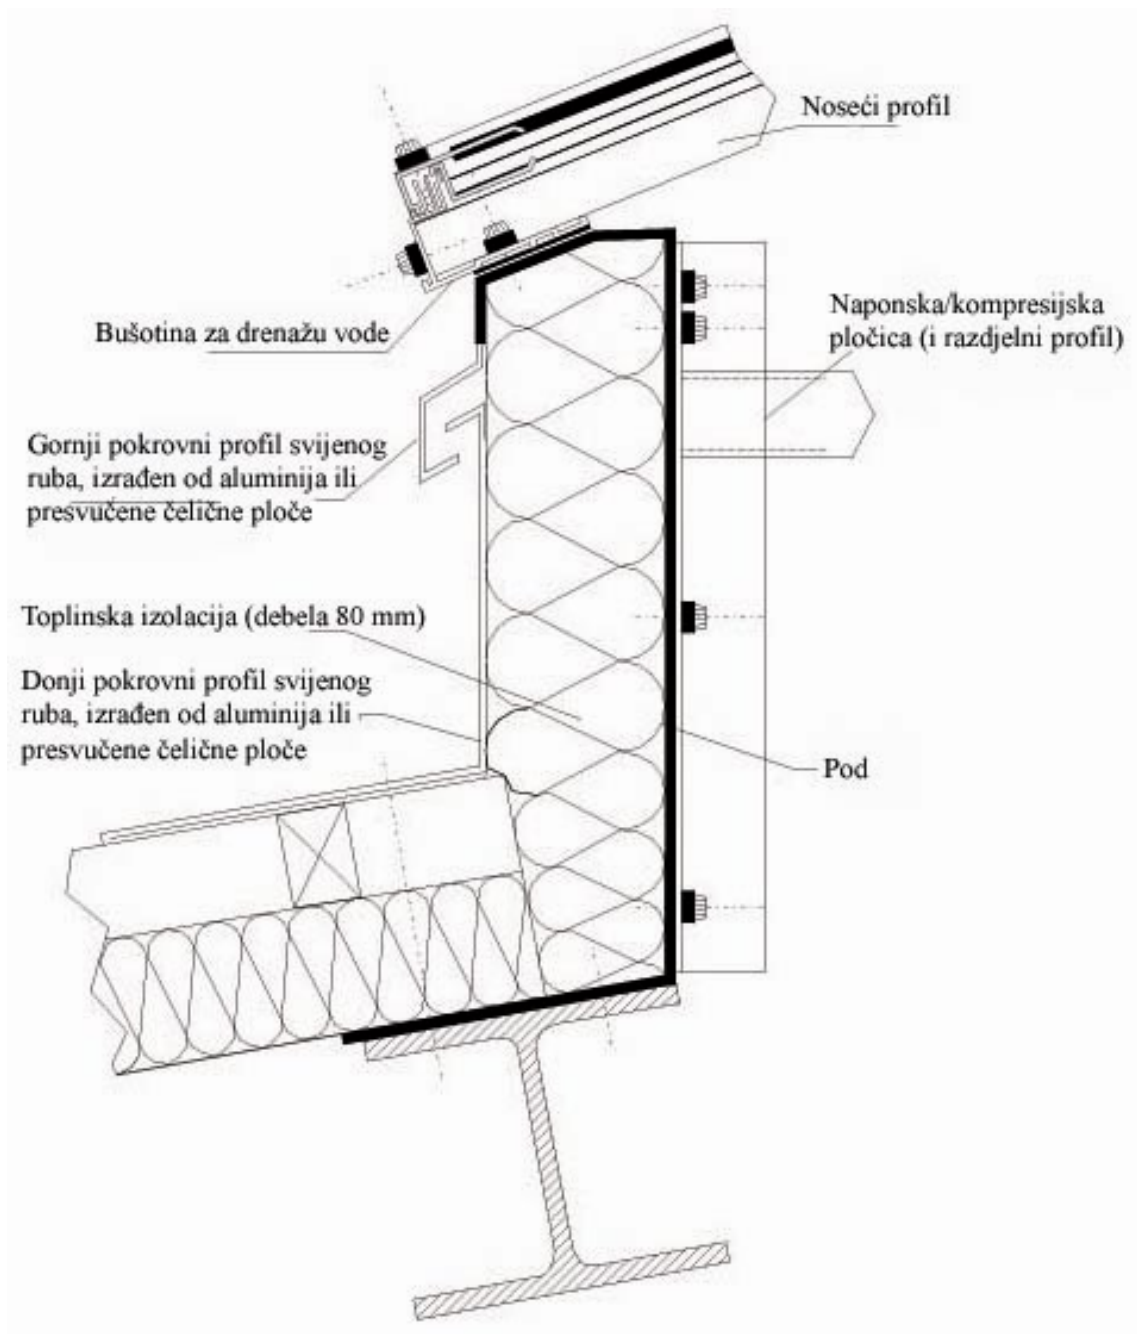 Noseći profil
Naponska/kompresijska
pločica (i razdjelni profil)
Bušotina za drenažu vode
Gornji pokrovni profil svijenog
ruba, izrađen od aluminija ili
presvučene čelične ploče
Toplinska izolacija (debela 80 mm)
Donji pokrovni profil svijenog
ruba, izrađen od aluminija ili
presvučene čelične ploče
Pod